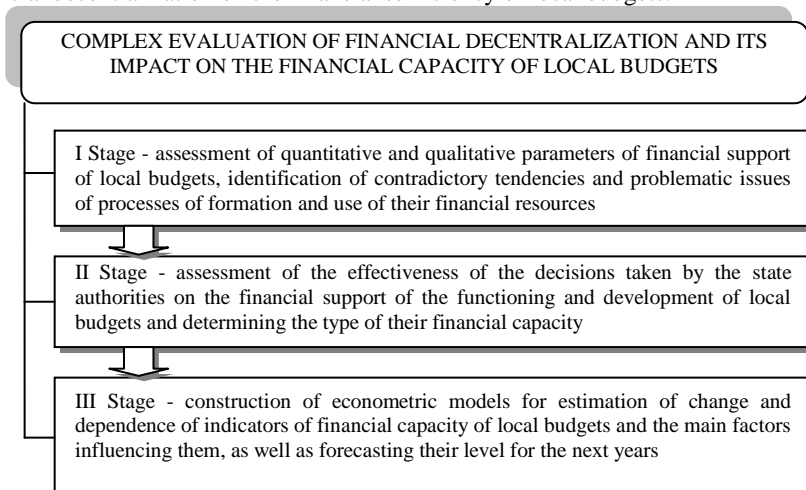 COMPLEX EVALUATION OF FINANCIAL DECENTRALIZATION AND ITS
IMPACT ON THE FINANCIAL CAPACITY OF LOCAL BUDGETS
I Stage - assessment of quantitative and qualitative parameters of financial support
of local budgets, identification of contradictory tendencies and problematic issues
of processes of formation and use of their financial resources
II Stage - assessment of the effectiveness of the decisions taken by the state
authorities on the financial support of the functioning and development of local
budgets and determining the type of their financial capacity
III Stage - construction of econometric models for estimation of change and
dependence of indicators of financial capacity of local budgets and the main factors
influencing them, as well as forecasting their level for the next years